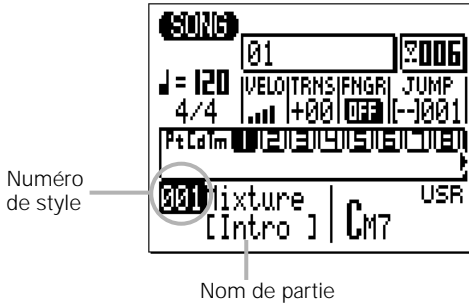 SONG
01
006
♩= 120
VELO TRNS FNGR JUMP
4/4 +00 OFF [--]001
Pt Cd Tm 1 2 3 4 5 6 7 8
Numéro
de style
001 Mixture USR
[Intro ] CM7
Nom de partie